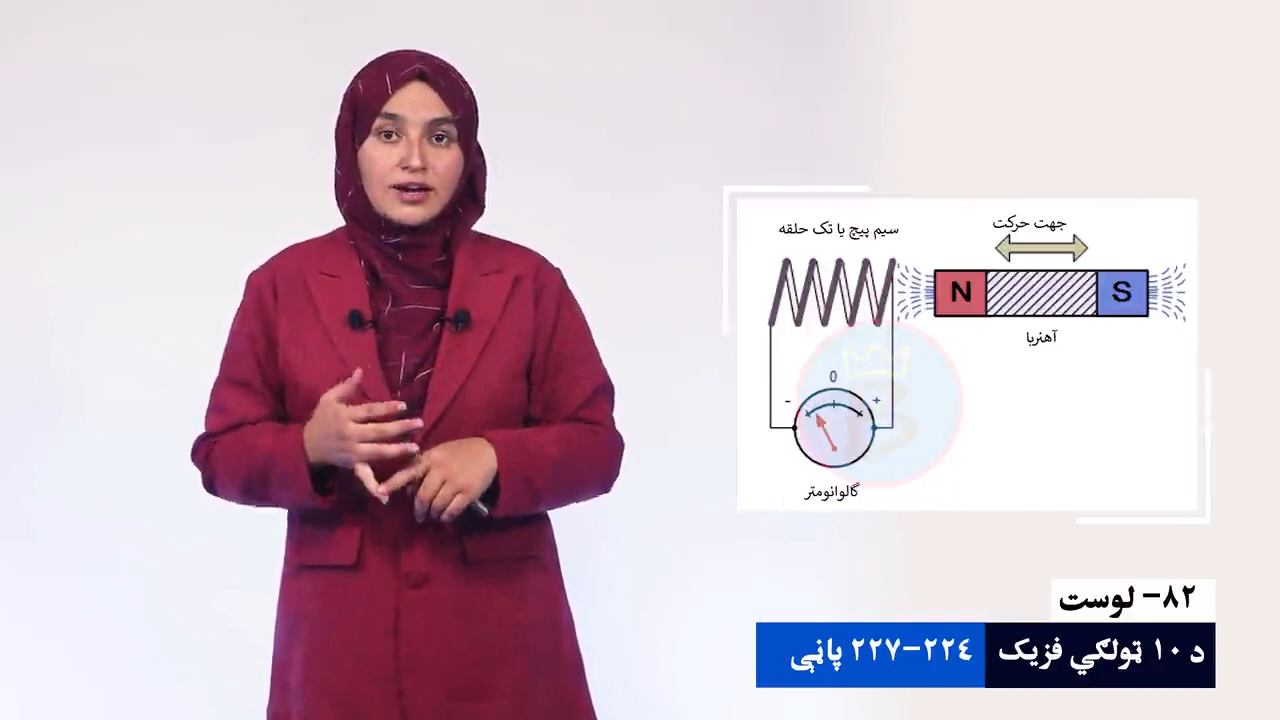 جهت حرکت
سیم پیچ یا تک حلقه
N
S
آهنربا
0
- +
گالوانومتر
۸۲- لوست
د ۱۰ ټولګي فزیک ۲۲۴-۲۲۷ پاڼې